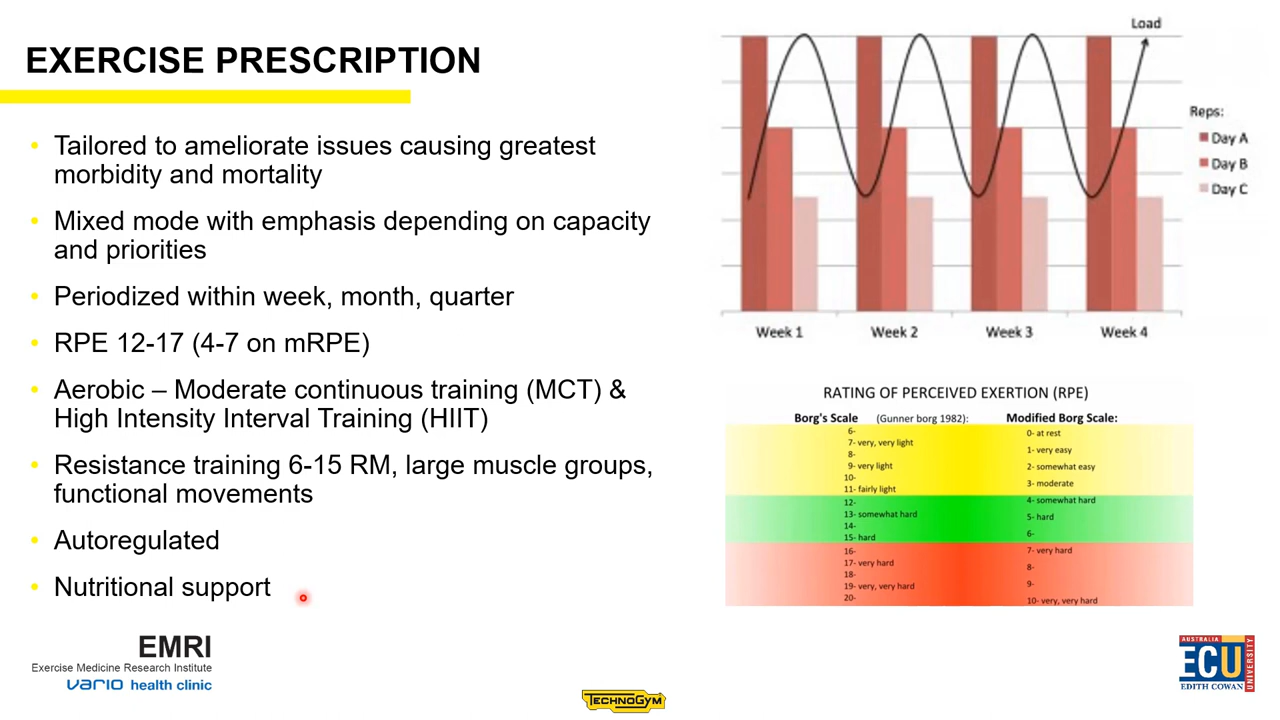 EXERCISE PRESCRIPTION
• Tailored to ameliorate issues causing greatest
morbidity and mortality
• Mixed mode with emphasis depending on capacity
and priorities
• Periodized within week, month, quarter
• RPE 12-17 (4-7 on mRPE)
• Aerobic – Moderate continuous training (MCT) &
High Intensity Interval Training (HIIT)
• Resistance training 6-15 RM, large muscle groups,
functional movements
• Autoregulated
• Nutritional support
Load
Reps:
Day A
Day B
Day C
Week 1
Week 2
Week 3
Week 4
RATING OF PERCEIVED EXERTION (RPE)
Borg's Scale (Gunner borg 1982):
6-
7- very, very light
8-
9- very light
10-
11- fairly light
12-
13- somewhat hard
14-
15- hard
16-
17- very hard
18-
19- very, very hard
20-
Modified Borg Scale:
0- at rest
1- very easy
2- somewhat easy
3- moderate
4- somewhat hard
5- hard
6-
7- very hard
8-
9-
10- very, very hard
EMRI
Exercise Medicine Research Institute
vario health clinic
TECHNOGYM
AUSTRALIA
ECU
EDITH COWAN
UNIVERSITY